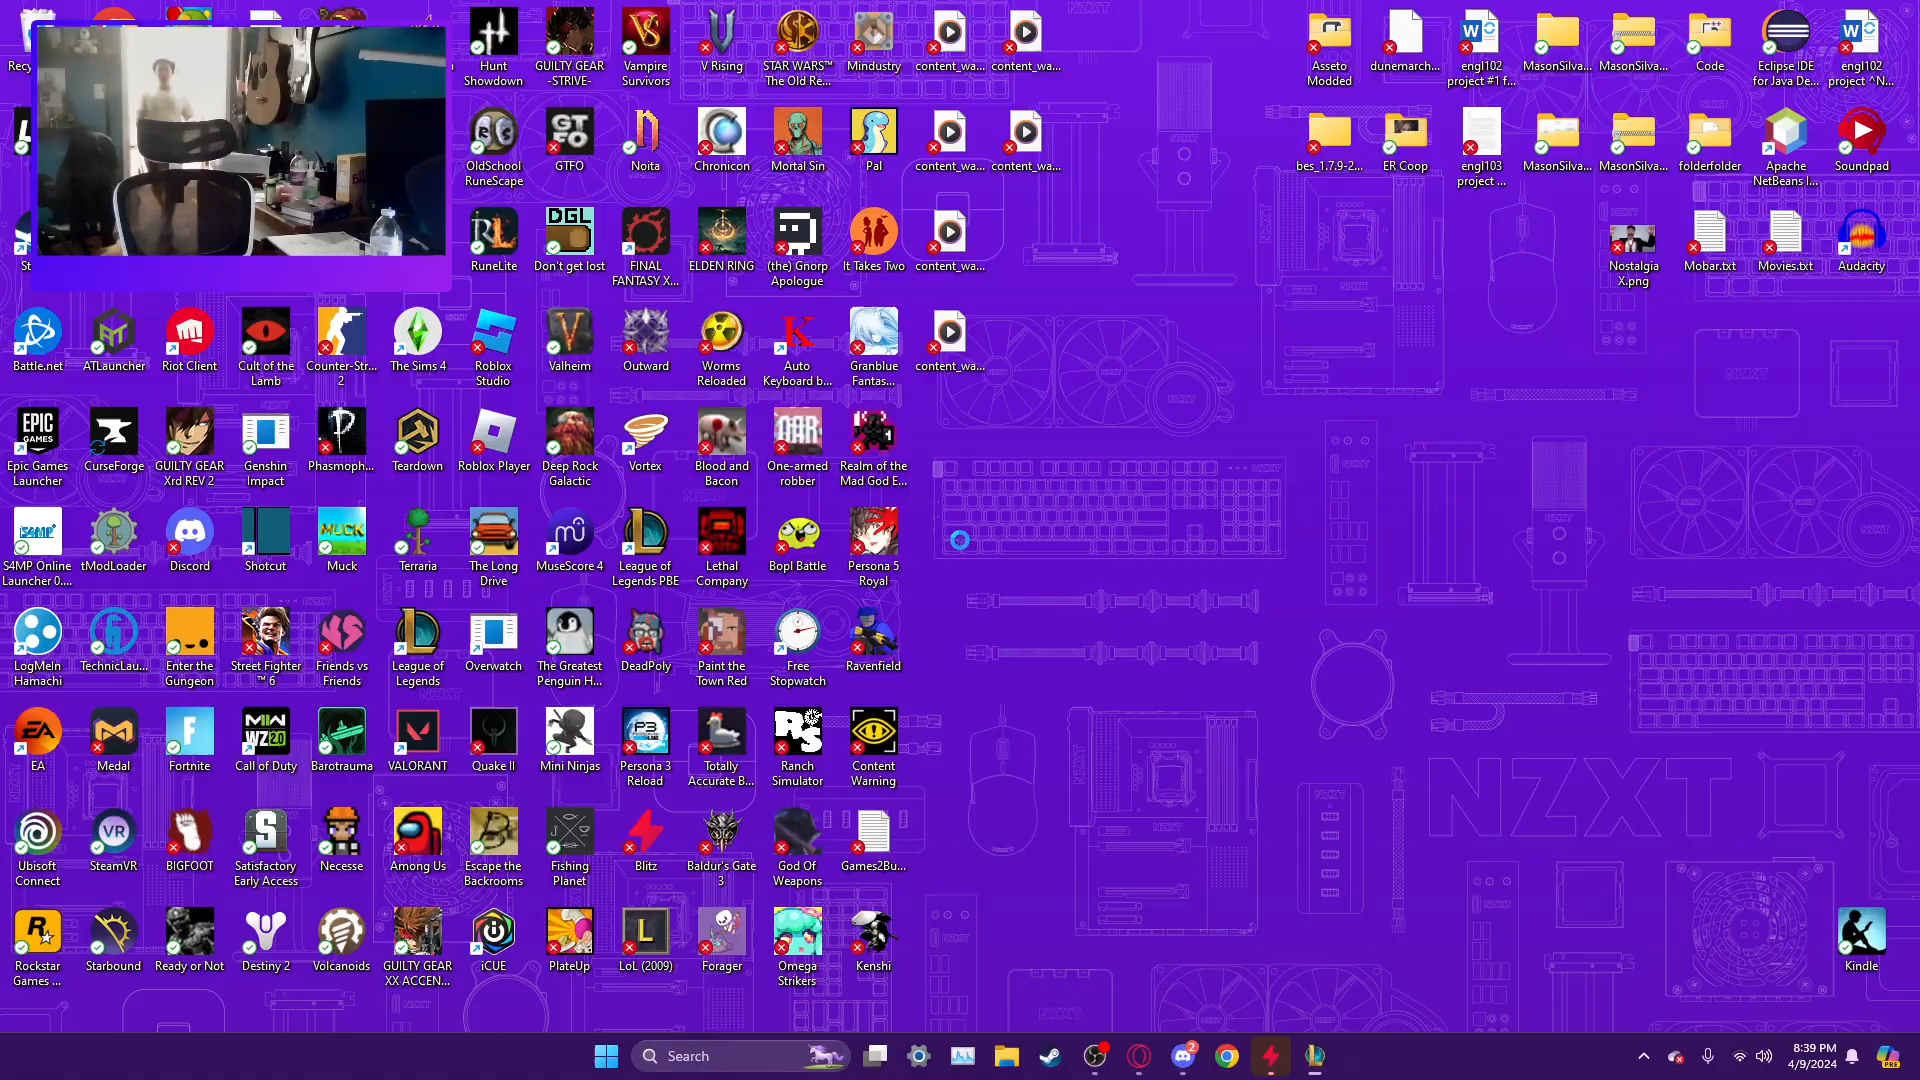 Hunt
Showdown
GUILTY GEAR
-STRIVE-
Vampire
Survivors
V Rising
STAR WARS™
The Old Re...
Mindustry
content_wa...
content_wa...
Asseto
Modded
dunemarch...
engl102
project #1 f...
MasonSilva...
MasonSilva...
Code
Eclipse IDE
for Java De...
engl102
project ^N...
OldSchool
RuneScape
GTFO
Noita
Chronicon
Mortal Sin
Pal
content_wa...
content_wa...
bes_1.7.9-2...
ER Coop
engl103
project ...
MasonSilva...
MasonSilva...
folderfolder
Apache
NetBeans I...
Soundpad
RuneLite
Don't get lost
FINAL
FANTASY X...
ELDEN RING
(the) Gnorp
Apologue
It Takes Two
content_wa...
Nostalgia
X.png
Mobar.txt
Movies.txt
Audacity
Battle.net
ATLauncher
Riot Client
Cult of the
Lamb
Counter-Str...
2
The Sims 4
Roblox
Studio
Valheim
Outward
Worms
Reloaded
Auto
Keyboard b...
Granblue
Fantas...
content_wa...
Epic Games
Launcher
CurseForge
GUILTY GEAR
Xrd REV 2
Genshin
Impact
Phasmoph...
Teardown
Roblox Player
Deep Rock
Galactic
Vortex
Blood and
Bacon
One-armed
robber
Realm of the
Mad God E...
S4MP Online
Launcher 0....
tModLoader
Discord
Shotcut
Muck
Terraria
The Long
Drive
MuseScore 4
League of
Legends PBE
Lethal
Company
Bopl Battle
Persona 5
Royal
LogMeIn
Hamachi
TechnicLau...
Enter the
Gungeon
Street Fighter
™ 6
Friends vs
Friends
League of
Legends
Overwatch
The Greatest
Penguin H...
DeadPoly
Paint the
Town Red
Free
Stopwatch
Ravenfield
EA
Medal
Fortnite
Call of Duty
Barotrauma
VALORANT
Quake II
Mini Ninjas
Persona 3
Reload
Totally
Accurate B...
Ranch
Simulator
Content
Warning
NZXT
Ubisoft
Connect
SteamVR
BIGFOOT
Satisfactory
Early Access
Necesse
Among Us
Escape the
Backrooms
Fishing
Planet
Blitz
Baldur's Gate
3
God Of
Weapons
Games2Bu...
Rockstar
Games ...
Starbound
Ready or Not
Destiny 2
Volcanoids
GUILTY GEAR
XX ACCEN...
iCUE
PlateUp
LoL (2009)
Forager
Omega
Strikers
Kenshi
Kindle
Search
2
8:39 PM
4/9/2024